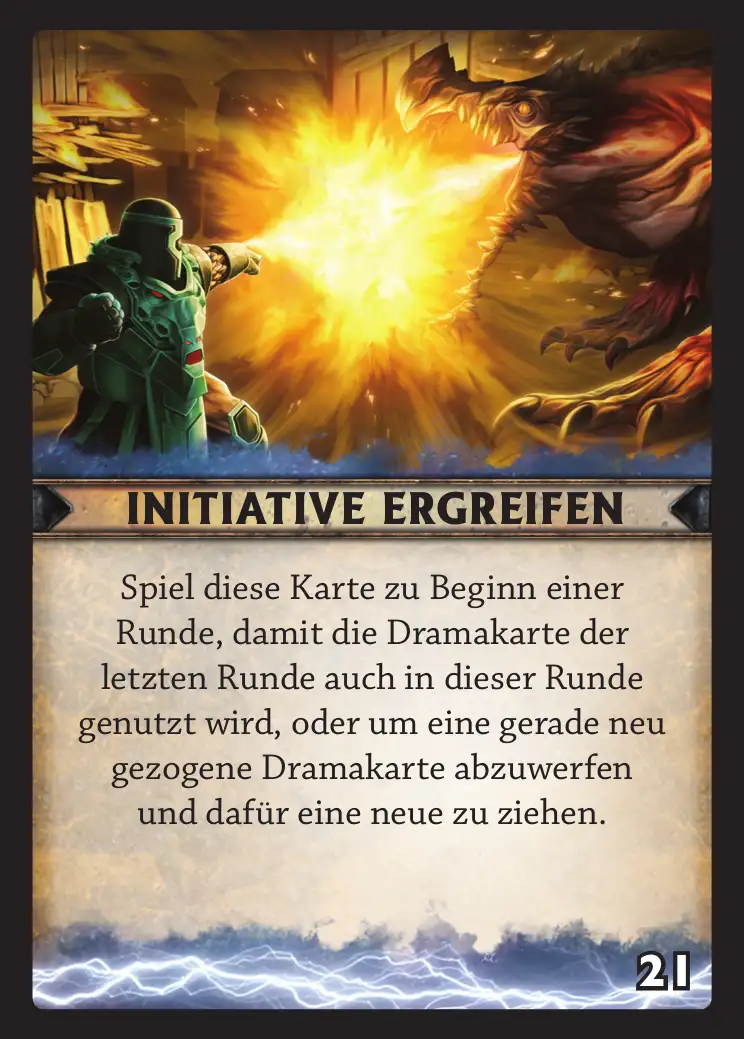 INITIATIVE ERGREIFEN
Spiel diese Karte zu Beginn einer
Runde, damit die Dramakarte der
letzten Runde auch in dieser Runde
genutzt wird, oder um eine gerade neu
gezogene Dramakarte abzuwerfen
und dafür eine neue zu ziehen.
21